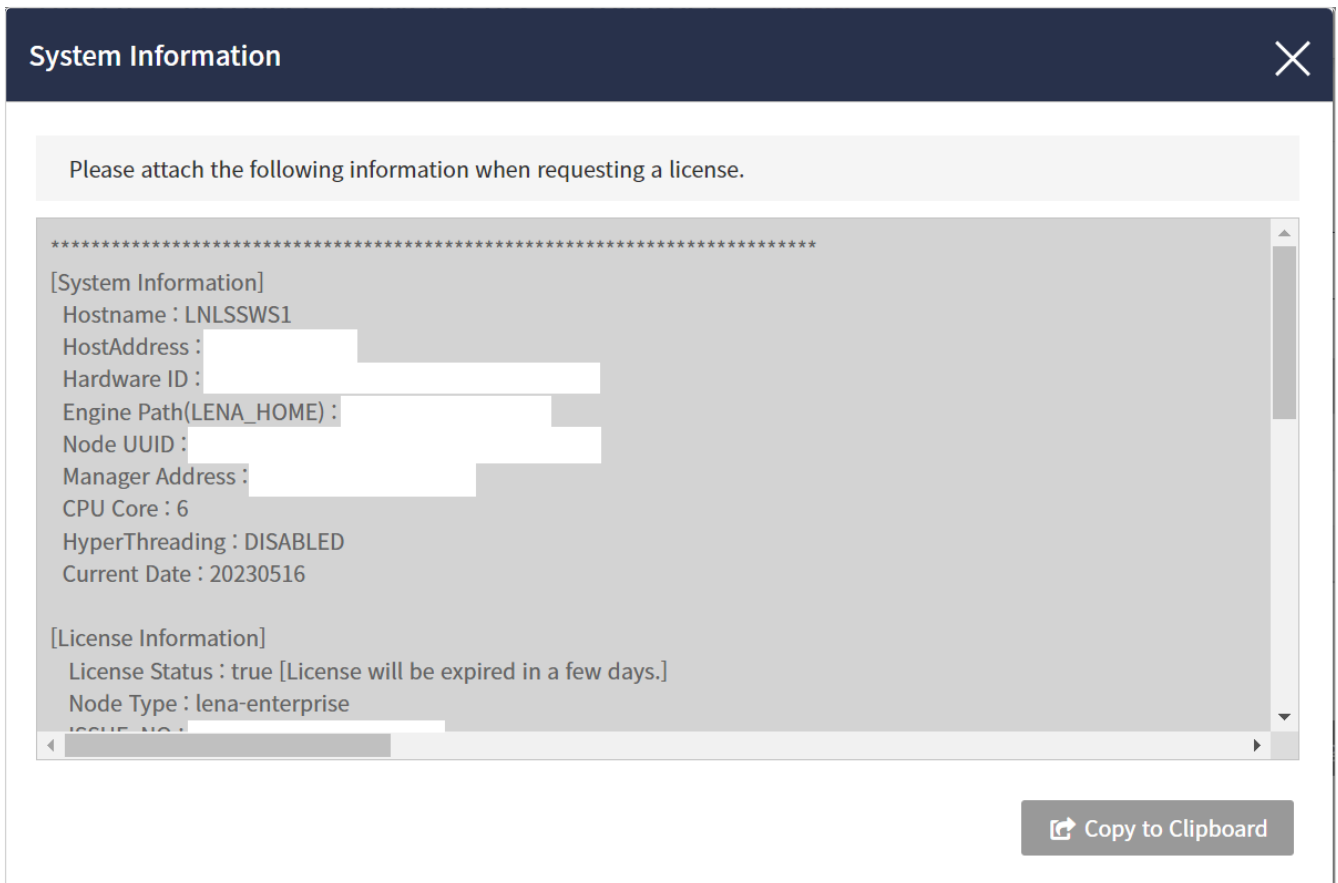 System Information
Please attach the following information when requesting a license.
****************************************************************************
[System Information]
Hostname : LNLSSWS1
HostAddress :
Hardware ID :
Engine Path(LENA_HOME) :
Node UUID :
Manager Address :
CPU Core : 6
HyperThreading : DISABLED
Current Date : 20230516
[License Information]
License Status : true [License will be expired in a few days.]
Node Type : lena-enterprise
Copy to Clipboard